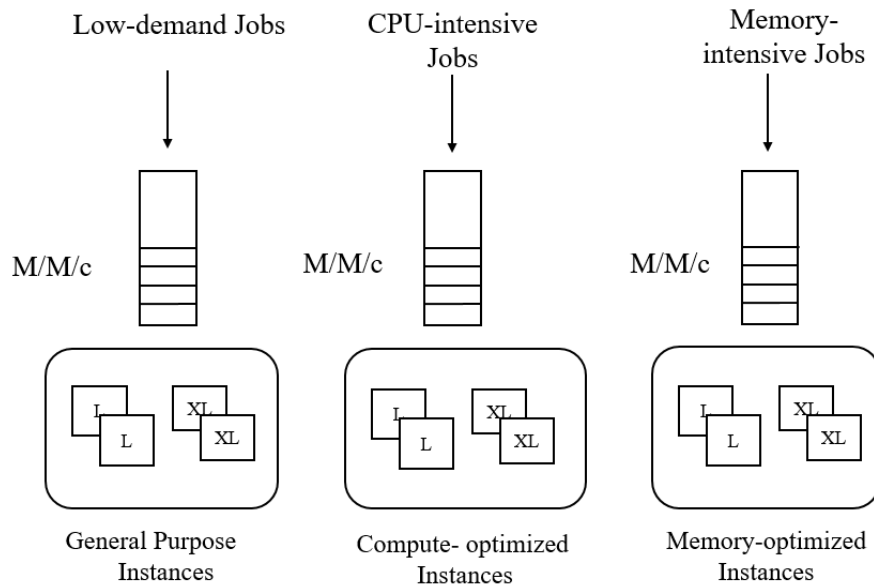 Low-demand Jobs
CPU-intensive
Jobs
Memory-
intensive Jobs
M/M/c
M/M/c
M/M/c
L
L
XL
XL
L
L
XL
XL
L
L
XL
XL
General Purpose
Instances
Compute- optimized
Instances
Memory-optimized
Instances